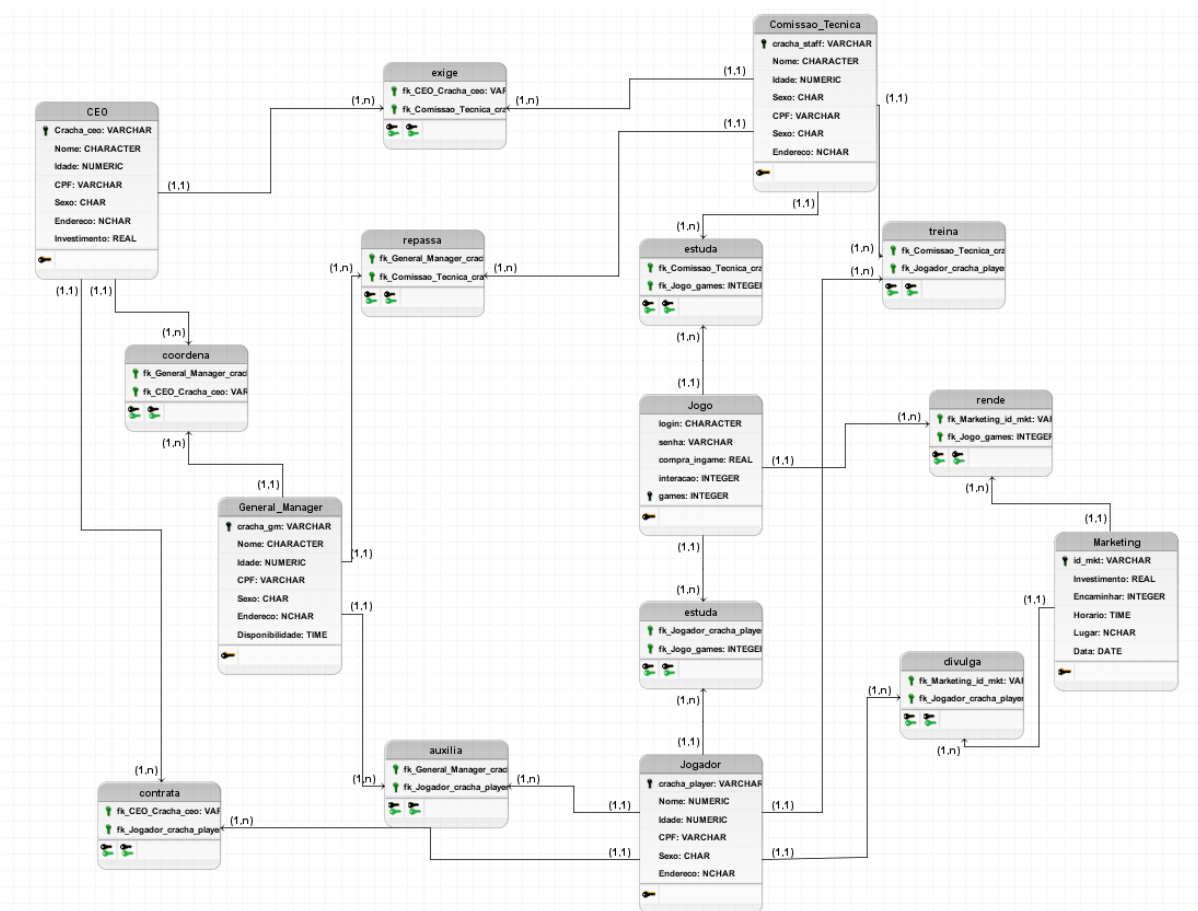 Comissao_Tecnica
cracha_staff: VARCHAR
Nome: CHARACTER
Idade: NUMERIC
Sexo: CHAR
CPF: VARCHAR
Sexo: CHAR
Endereco: NCHAR
(1,1)
(1,1)
(1,1)
(1,1)
exige
fk_CEO_Cracha_ceo: VAR
fk_Comissao_Tecnica_cra
(1,n)
(1,n)
CEO
Cracha_ceo: VARCHAR
Nome: CHARACTER
Idade: NUMERIC
CPF: VARCHAR
Sexo: CHAR
Endereco: NCHAR
Investimento: REAL
(1,1)
(1,1)
(1,1)
repassa
fk_General_Manager_crac
fk_Comissao_Tecnica_cra
(1,n)
(1,n)
estuda
fk_Comissao_Tecnica_cra
fk_Jogo_games: INTEGER
(1,n)
(1,n)
treina
fk_Comissao_Tecnica_cra
fk_Jogador_cracha_playe
(1,n)
(1,n)
coordena
fk_General_Manager_crac
fk_CEO_Cracha_ceo: VAR
(1,n)
(1,n)
Jogo
login: CHARACTER
senha: VARCHAR
compra_ingame: REAL
interacao: INTEGER
games: INTEGER
(1,1)
(1,1)
(1,1)
rende
fk_Marketing_id_mkt: VAI
fk_Jogo_games: INTEGER
(1,n)
(1,n)
General_Manager
cracha_gm: VARCHAR
Nome: CHARACTER
Idade: NUMERIC
CPF: VARCHAR
Sexo: CHAR
Endereco: NCHAR
Disponibilidade: TIME
(1,1)
(1,1)
(1,1)
Marketing
id_mkt: VARCHAR
Investimento: REAL
Encaminhar: INTEGER
Horario: TIME
Lugar: NCHAR
Data: DATE
(1,1)
(1,1)
estuda
fk_Jogador_cracha_playe
fk_Jogo_games: INTEGER
(1,n)
(1,n)
divulga
fk_Marketing_id_mkt: VAI
fk_Jogador_cracha_playe
(1,n)
(1,n)
auxilia
fk_General_Manager_crac
fk_Jogador_cracha_playe
(1,n)
(1,n)
Jogador
cracha_player: VARCHAR
Nome: NUMERIC
Idade: NUMERIC
CPF: VARCHAR
Sexo: CHAR
Endereco: NCHAR
(1,1)
(1,1)
(1,1)
(1,1)
(1,1)
contrata
fk_CEO_Cracha_ceo: VAR
fk_Jogador_cracha_playe
(1,n)
(1,n)